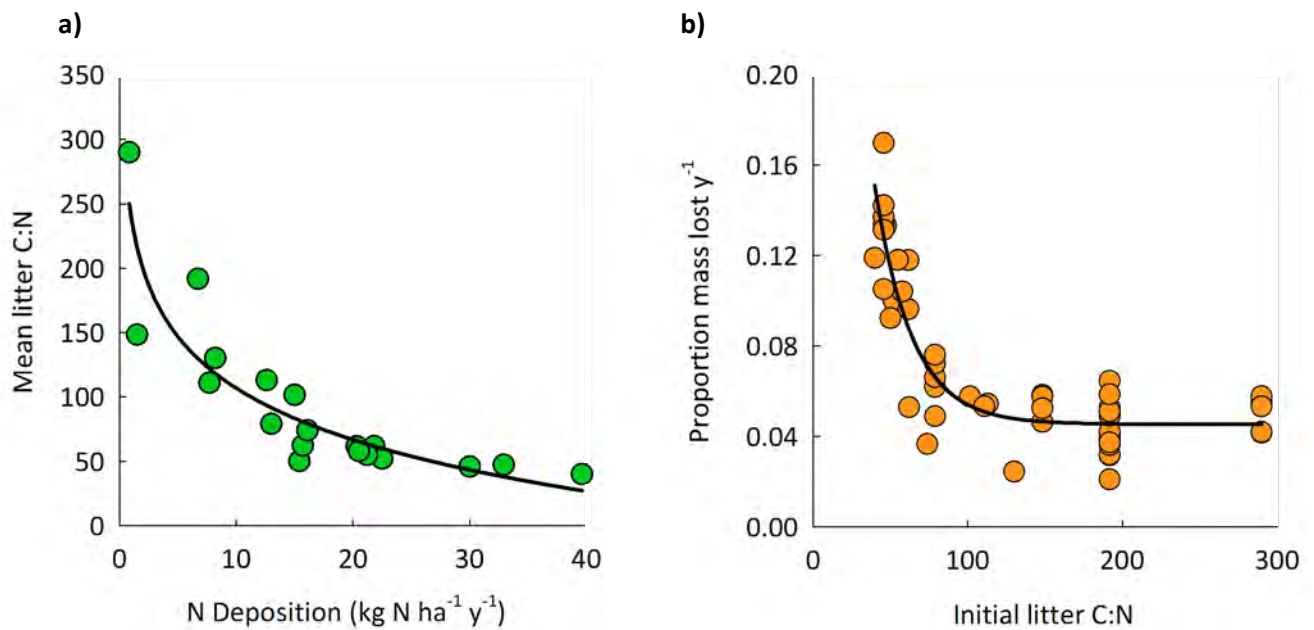 a)
350
300
250
200
150
100
50
0
0 10 20 30 40
Mean litter C:N
N Deposition (kg N ha⁻¹ y⁻¹)
b)
0.20
0.16
0.12
0.08
0.04
0.00
0 100 200 300
Proportion mass lost y⁻¹
Initial litter C:N